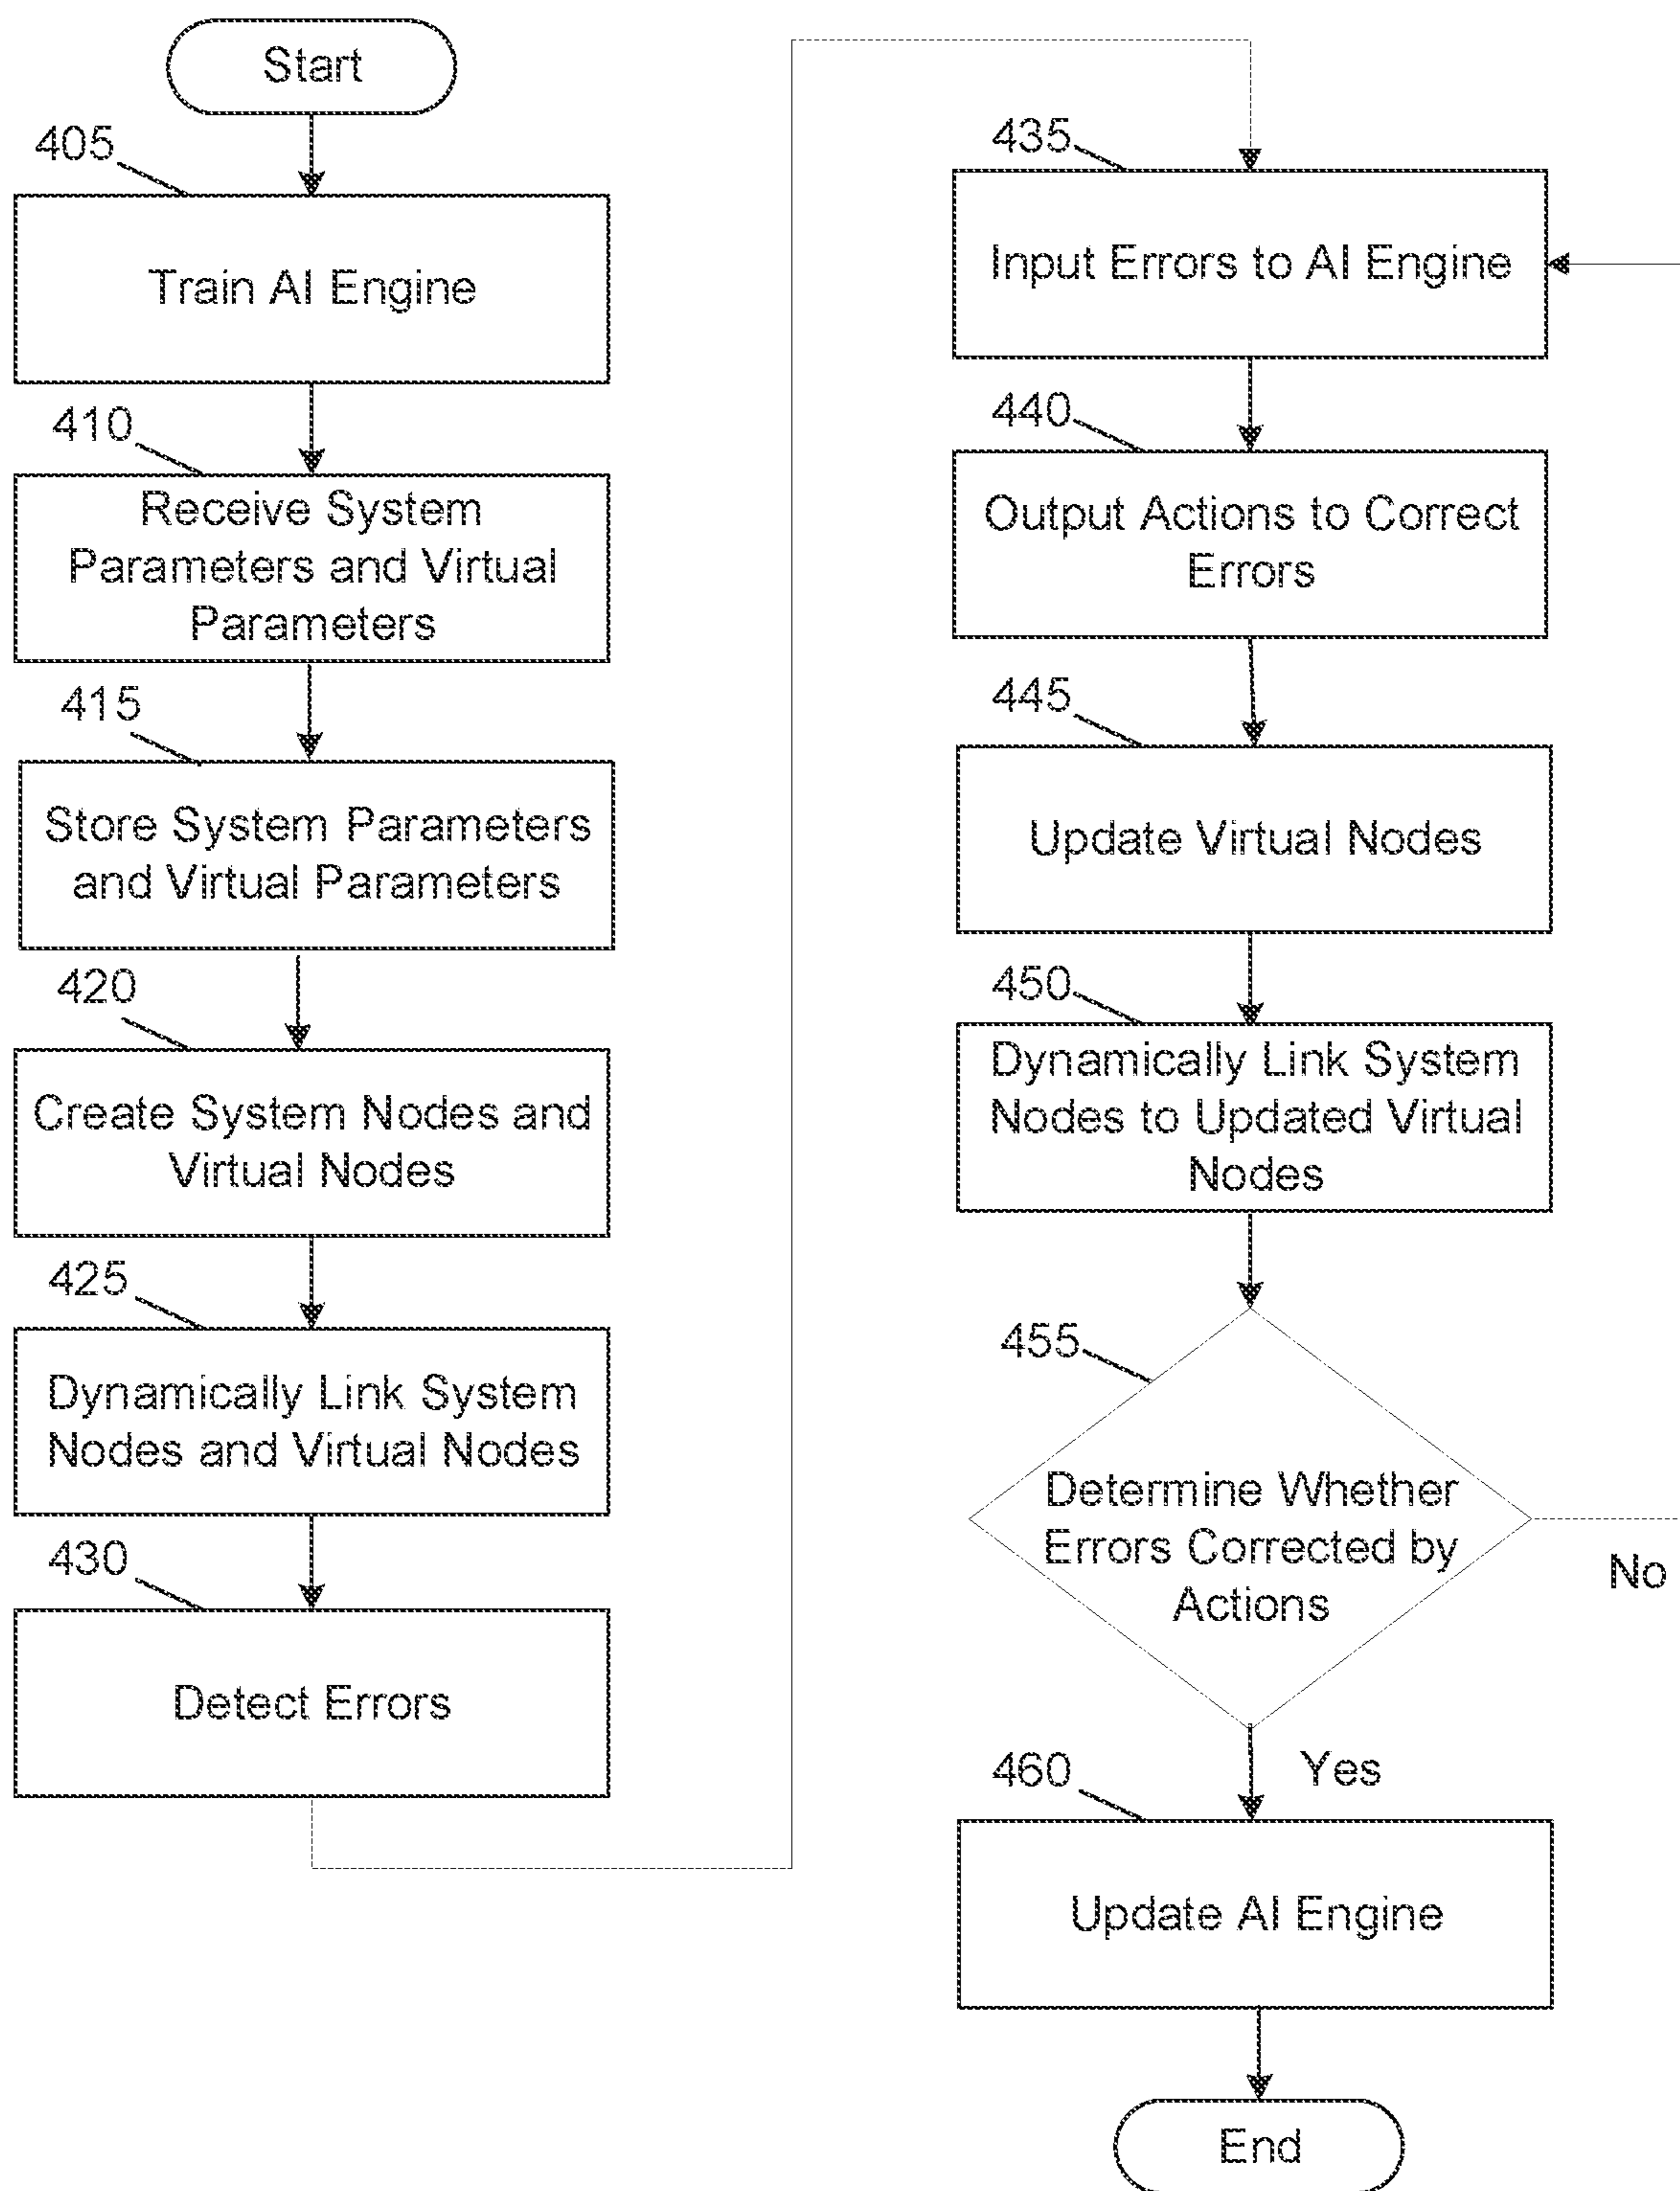 Start
405
Train AI Engine
410
Receive System
Parameters and Virtual
Parameters
415
Store System Parameters
and Virtual Parameters
420
Create System Nodes and
Virtual Nodes
425
Dynamically Link System
Nodes and Virtual Nodes
430
Detect Errors
435
Input Errors to AI Engine
440
Output Actions to Correct
Errors
445
Update Virtual Nodes
450
Dynamically Link System
Nodes to Updated Virtual
Nodes
455
Determine Whether
Errors Corrected by
Actions
No
Yes
460
Update AI Engine
End